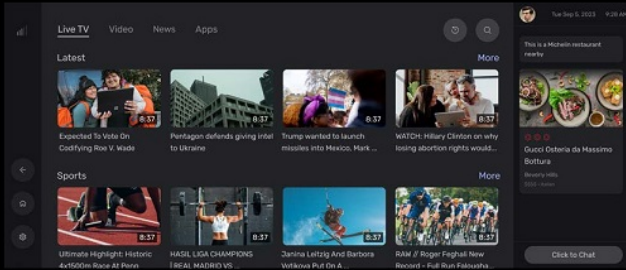 Tue Sep 5, 2023 9:28 AM
Live TV Video News Apps
This is a Michelin restaurant
nearby
Latest More
8:37 8:37 8:37 8:37
Expected To Vote On
Codifying Roe V. Wade
Pentagon defends giving intel
to Ukraine
Trump wanted to launch
missiles into Mexico, Mark ...
WATCH: Hillary Clinton on why
losing abortion rights would...
Gucci Osteria da Massimo
Bottura
Beverly Hills
Sports More
8:37 8:37 8:37 8:37
Ultimate Highlight: Historic
4x1500m Race At Penn
HASIL LIGA CHAMPIONS
| REAL MADRID VS
Janina Leitzig And Barbora
Votikova Put On A
RAW // Roger Feghali New
Record - Full Run
Click to Chat